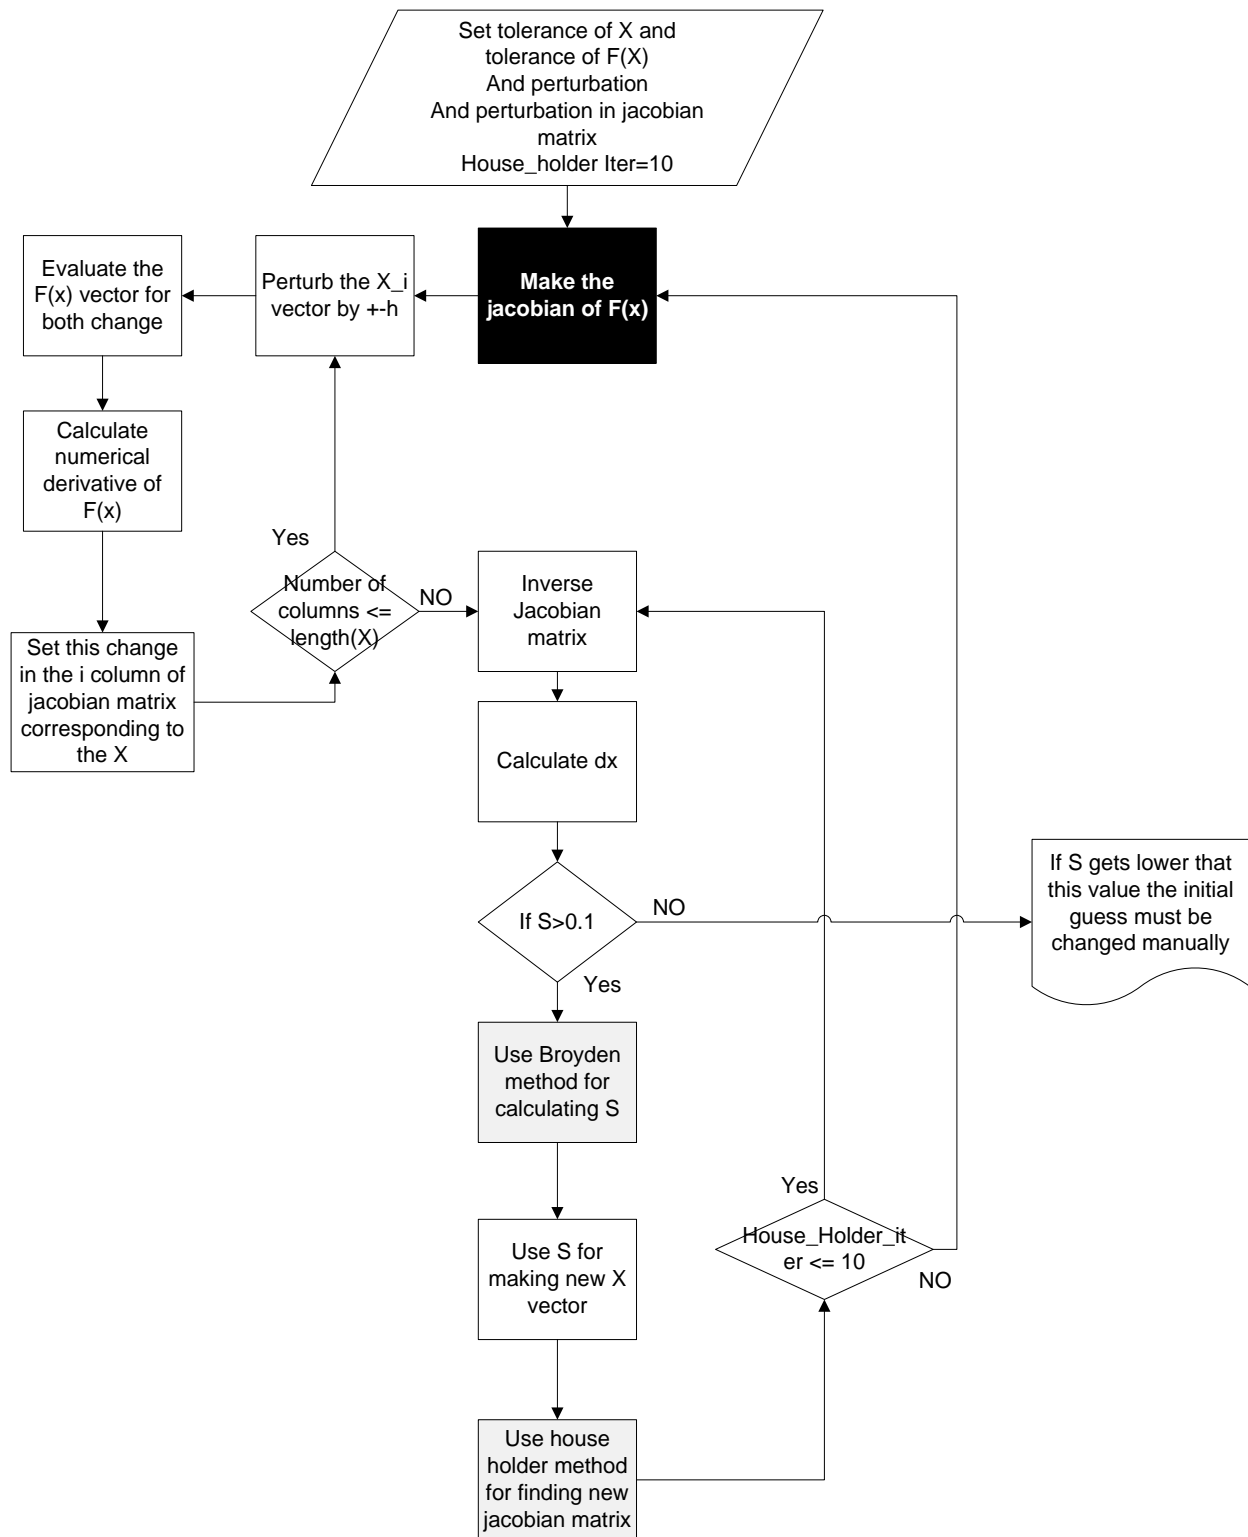 Set tolerance of X and
tolerance of F(X)
And perturbation
And perturbation in jacobian
matrix
House_holder Iter=10
Make the
jacobian of F(x)
Perturb the X_i
vector by +-h
Evaluate the
F(x) vector for
both change
Calculate
numerical
derivative of
F(x)
Set this change
in the i column of
jacobian matrix
corresponding to
the X
Yes
Number of
columns <=
length(X)
NO
Inverse
Jacobian
matrix
Calculate dx
If S>0.1
NO
If S gets lower that
this value the initial
guess must be
changed manually
Yes
Use Broyden
method for
calculating S
Use S for
making new X
vector
Use house
holder method
for finding new
jacobian matrix
Yes
House_Holder_it
er <= 10
NO